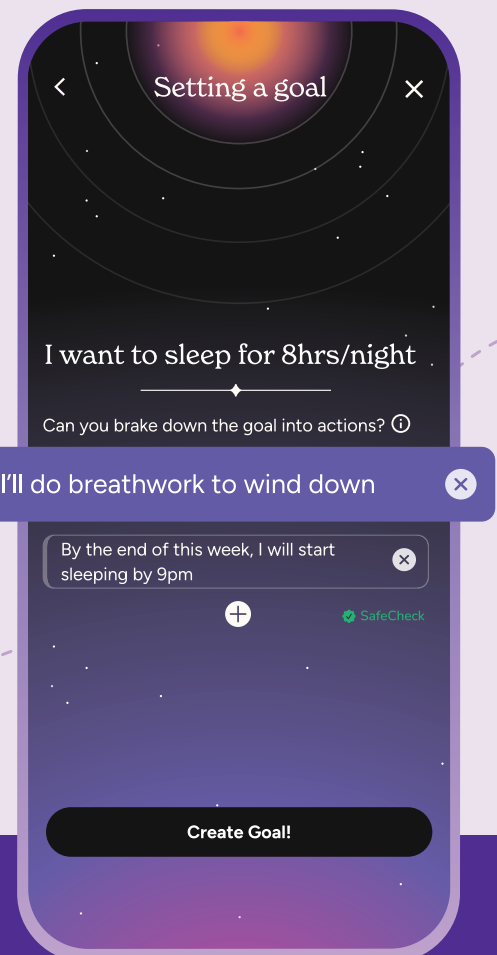 Setting a goal
I want to sleep for 8hrs/night
Can you brake down the goal into actions?
I'll do breathwork to wind down
By the end of this week, I will start
sleeping by 9pm
SafeCheck
Create Goal!